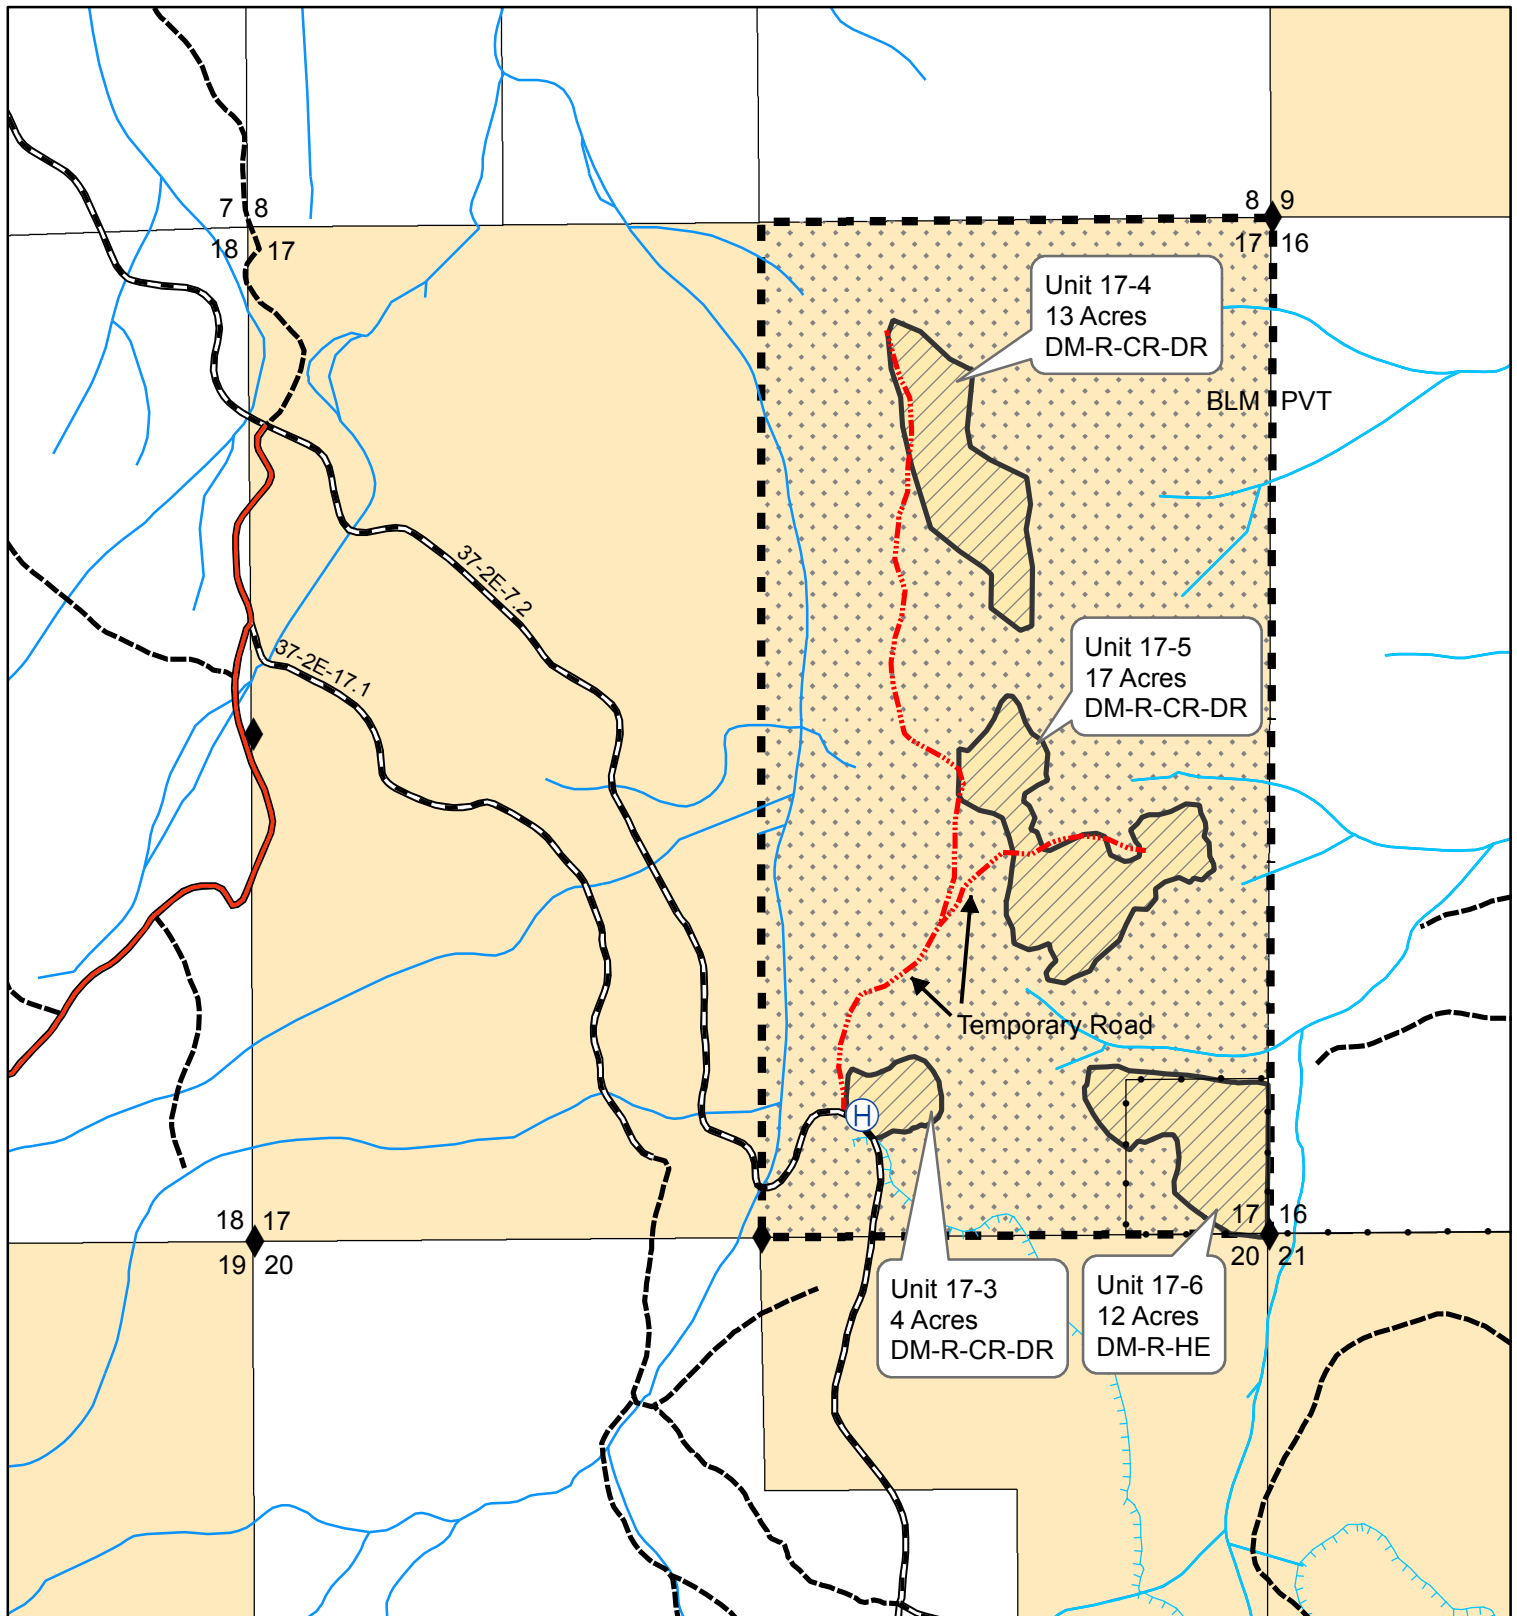 8 9
7 8
17 16
18 17
Unit 17-4
13 Acres
DM-R-CR-DR
BLM PVT
37-2E-7.2
Unit 17-5
17 Acres
DM-R-CR-DR
37-2E-17.1
Temporary Road
H
18 17
17 16
19 20
20 21
Unit 17-3
4 Acres
DM-R-CR-DR
Unit 17-6
12 Acres
DM-R-HE